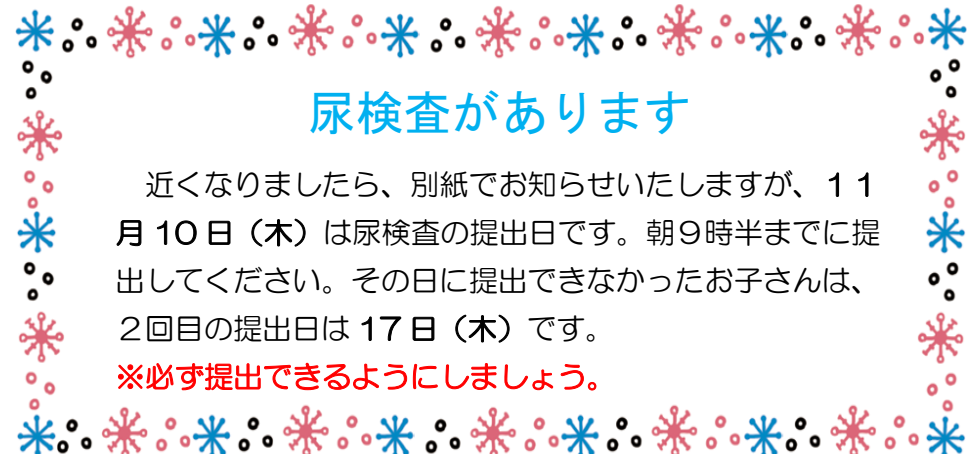 尿検査があります
近くなりましたら、別紙でお知らせいたしますが、１１
月 10 日（木）は尿検査の提出日です。朝９時半までに提
出してください。その日に提出できなかったお子さんは、
２回目の提出日は 17 日（木）です。
※必ず提出できるようにしましょう。